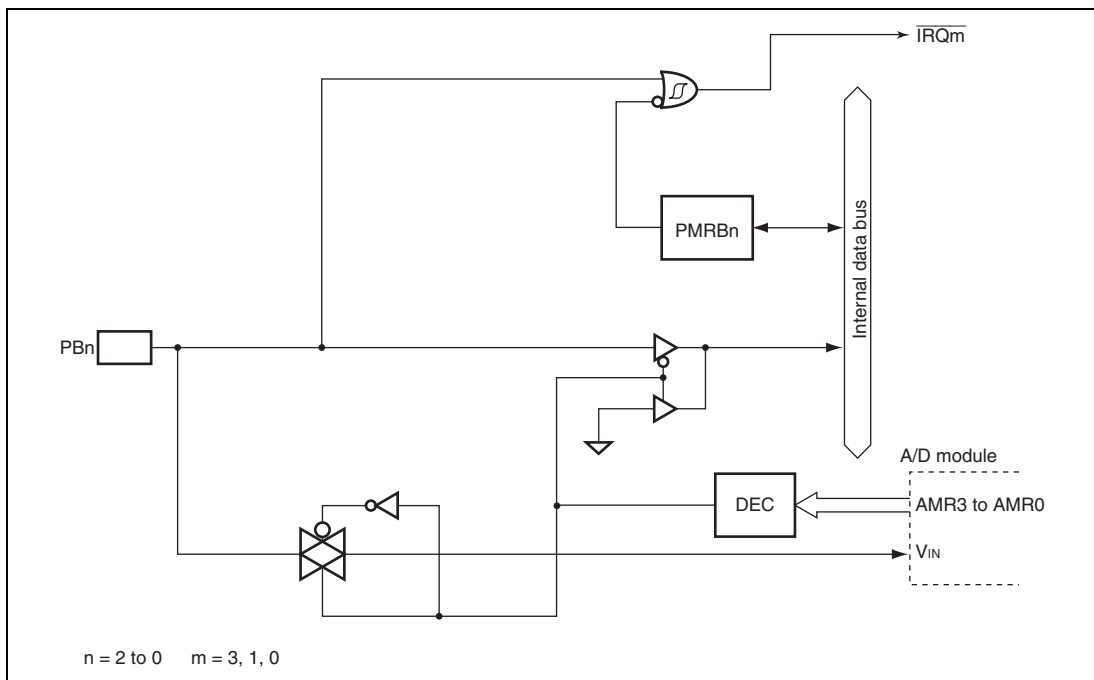 IRQm
PMRBn
Internal data bus
PBn
A/D module
DEC
AMR3 to AMR0
VIN
n = 2 to 0 m = 3, 1, 0